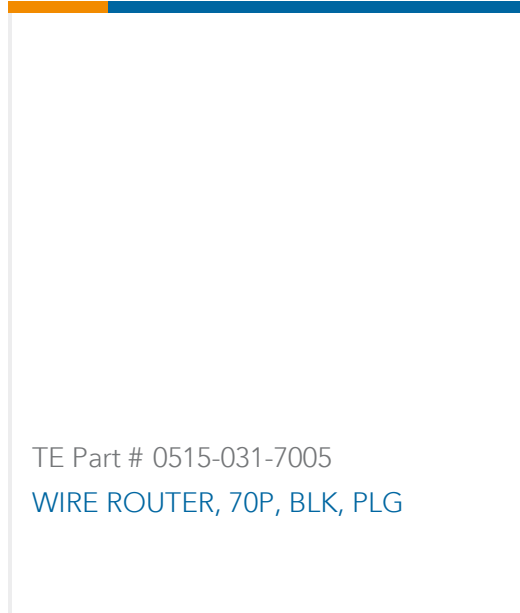 TE Part # 0515-031-7005
WIRE ROUTER, 70P, BLK, PLG